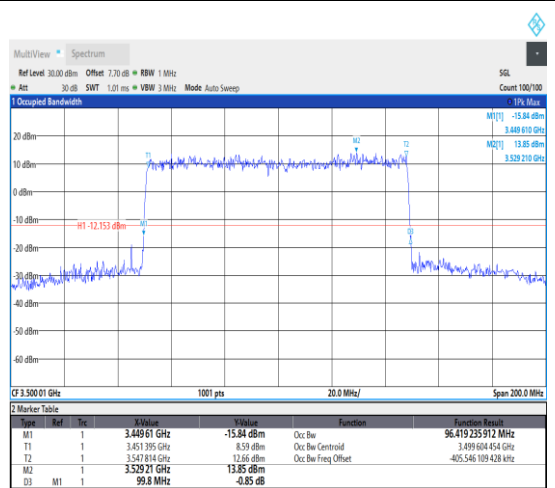 MultiView Spectrum
Ref Level 30.00 dBm Offset 7.70 dB RBW 1 MHz SGL
Att 30 dB SWT 1.01 ms VBW 3 MHz Mode Auto Sweep Count 100/100
1 Occupied Bandwidth 1Pk Max
M1[1] -15.84 dBm
3.449 610 GHz
M2[1] 13.85 dBm
3.529 210 GHz
20 dBm
M2
T1
T2
10 dBm
0 dBm
-10 dBm
H1 -12.153 dBm
M1
D3
-20 dBm
-30 dBm
-40 dBm
-50 dBm
-60 dBm
CF 3.500 01 GHz 1001 pts 20.0 MHz/ Span 200.0 MHz
2 Marker Table
Type Ref Trc X-Value Y-Value Function Function Result
M1 1 3.449 61 GHz -15.84 dBm Occ Bw 96.419 235 912 MHz
T1 1 3.451 395 GHz 8.59 dBm Occ Bw Centroid 3.499 604 454 GHz
T2 1 3.547 814 GHz 12.66 dBm Occ Bw Freq Offset -405.546 109 428 kHz
M2 1 3.529 21 GHz 13.85 dBm
D3 M1 1 99.8 MHz -0.85 dB